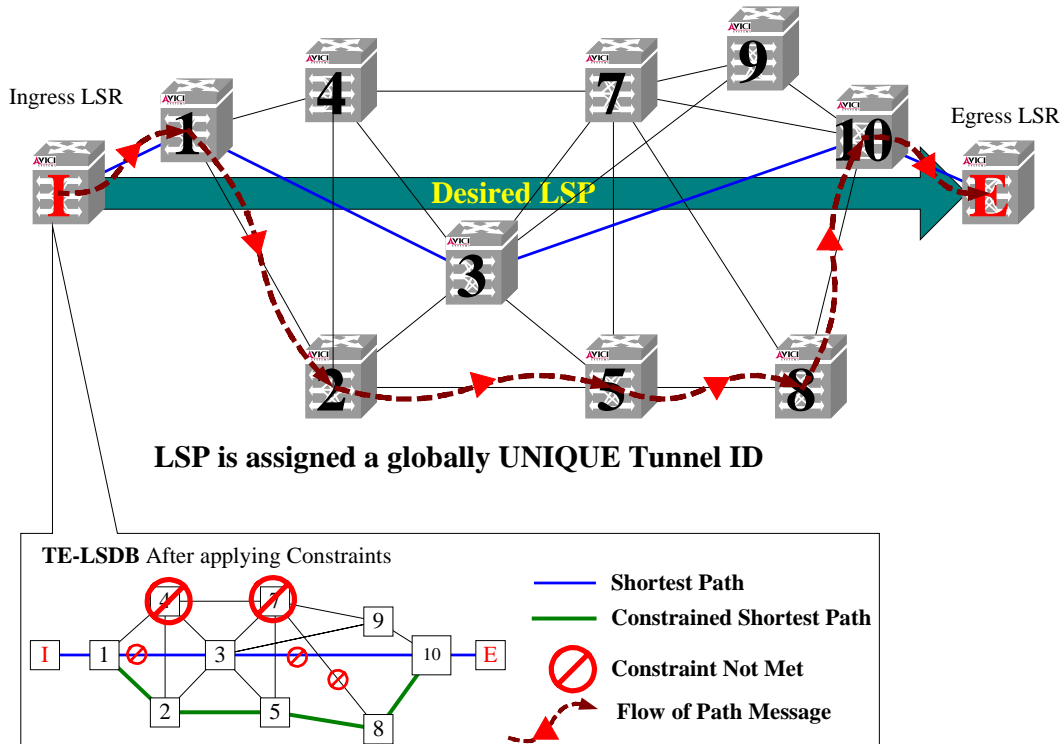 9
4
7
Ingress LSR
1
10
Egress LSR
I
Desired LSP
E
3
2
5
8
AVICI
SYSTEMS
LSP is assigned a globally UNIQUE Tunnel ID
TE-LSDB After applying Constraints
4
7
9
I
1
3
10
E
2
5
8
Shortest Path
Constrained Shortest Path
Constraint Not Met
Flow of Path Message